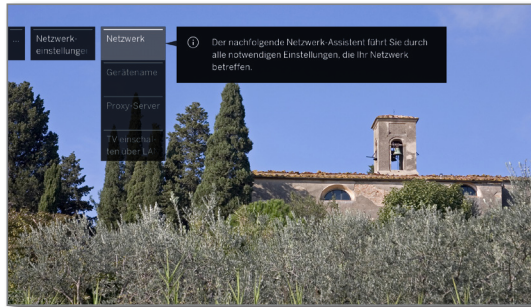 ...
Netzwerk-
einstellungen
Netzwerk
Der nachfolgende Netzwerk-Assistent führt Sie durch
alle notwendigen Einstellungen, die Ihr Netzwerk
betreffen.
Gerätename
Proxy-Server
TV einschal-
ten über LA